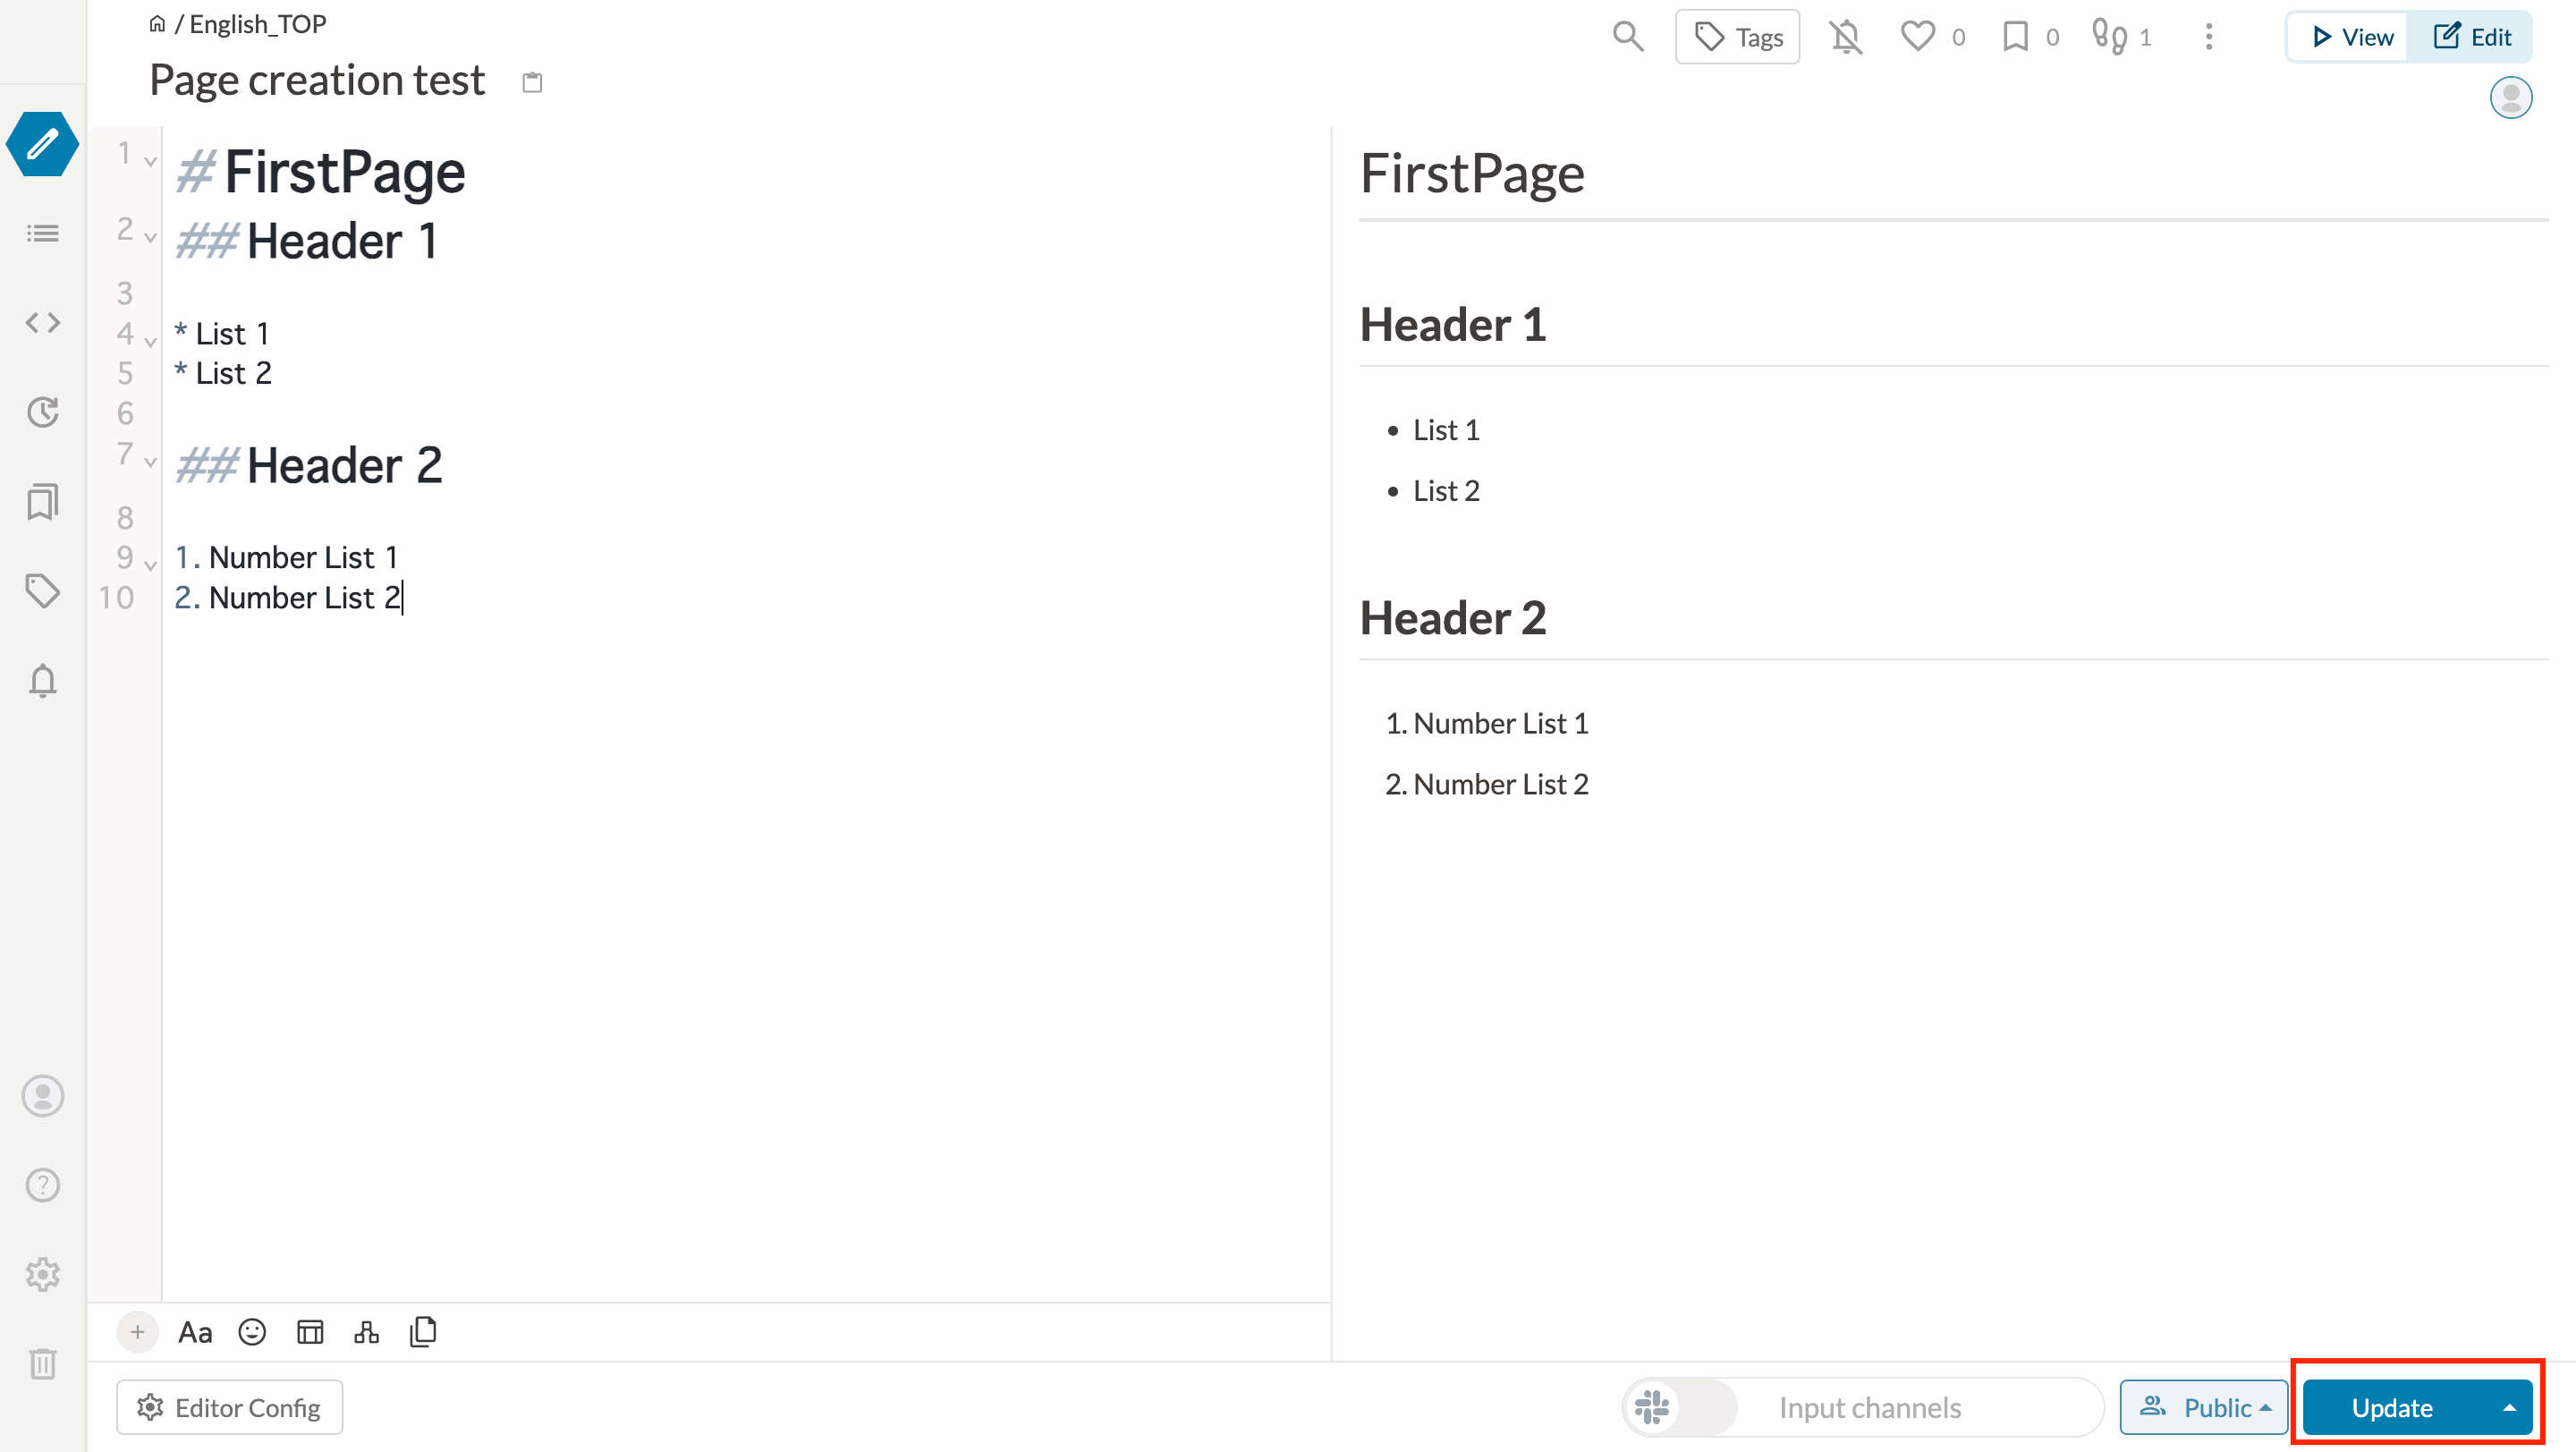 / English_TOP
Page creation test
Tags
0
0
1
View
Edit
1 # FirstPage
2 ## Header 1
3
4 * List 1
5 * List 2
6
7 ## Header 2
8
9 1. Number List 1
10 2. Number List 2
FirstPage
Header 1
• List 1
• List 2
Header 2
1. Number List 1
2. Number List 2
+ Aa
Editor Config
Input channels
Public
Update